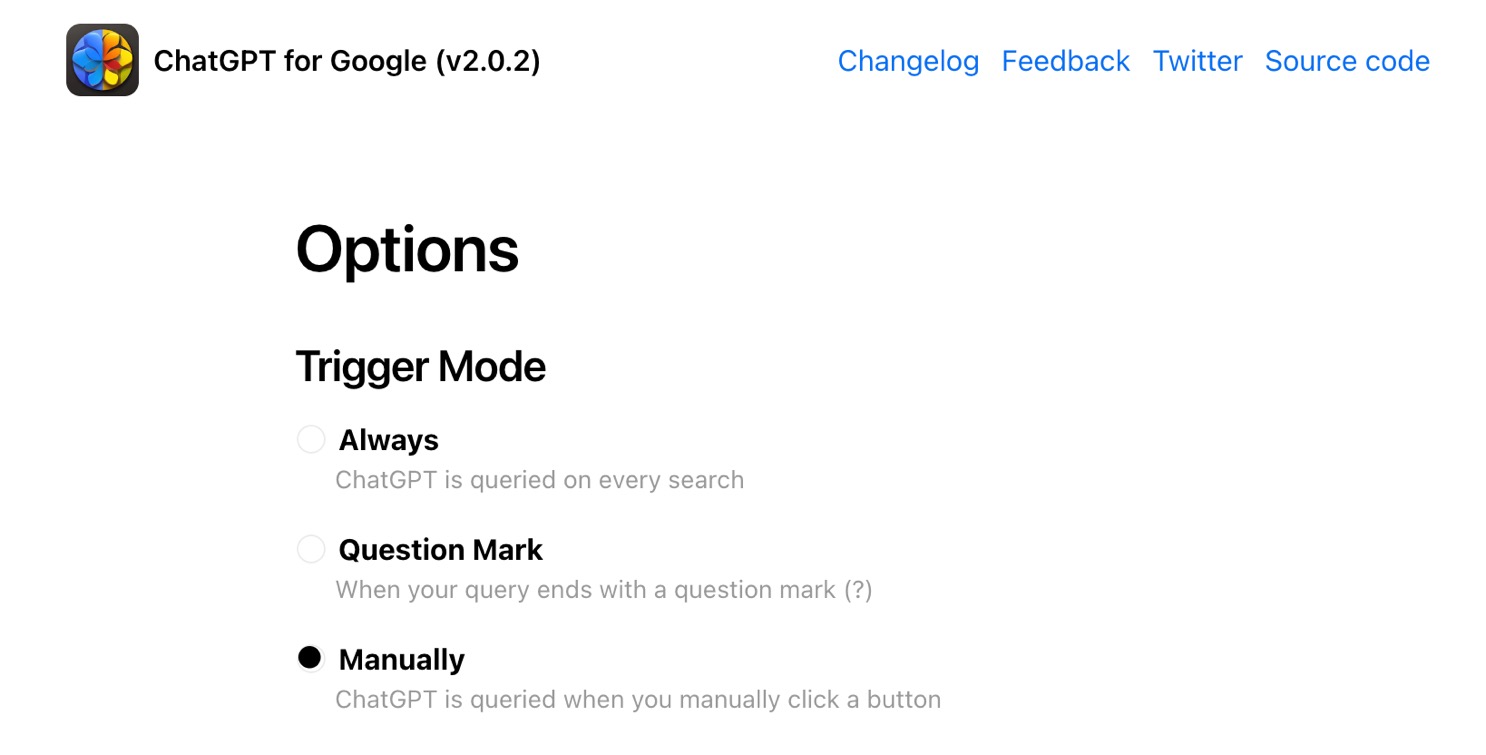 ChatGPT for Google (v2.0.2)
Changelog Feedback Twitter Source code
Options
Trigger Mode
Always
ChatGPT is queried on every search
Question Mark
When your query ends with a question mark (?)
Manually
ChatGPT is queried when you manually click a button